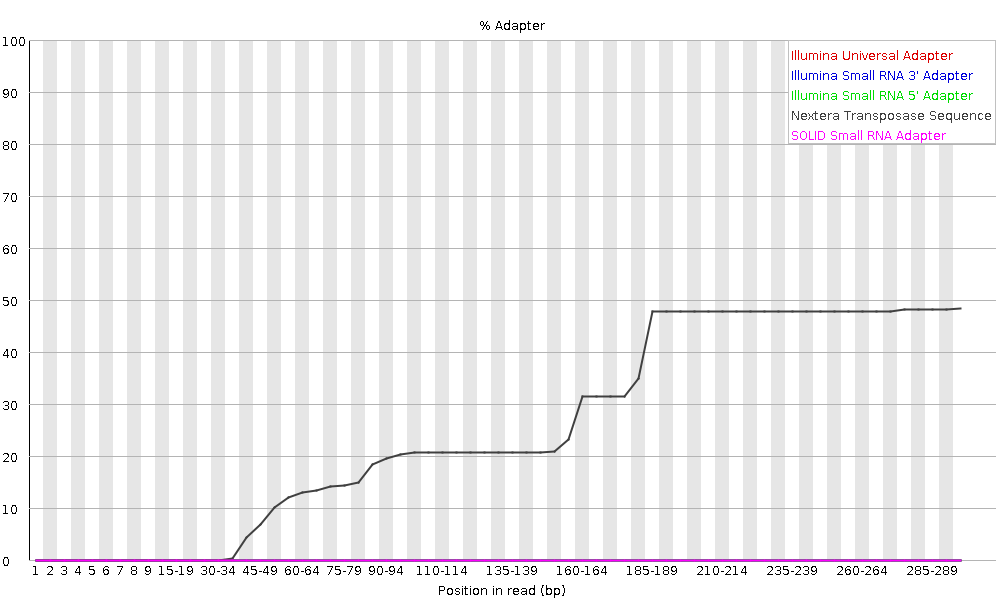 % Adapter
100
90
80
70
60
50
40
30
20
10
0
Illumina Universal Adapter
Illumina Small RNA 3' Adapter
Illumina Small RNA 5' Adapter
Nextera Transposase Sequence
SOLID Small RNA Adapter
1 2 3 4 5 6 7 8 9 15-19 30-34 45-49 60-64 75-79 90-94 110-114 135-139 160-164 185-189 210-214 235-239 260-264 285-289
Position in read (bp)